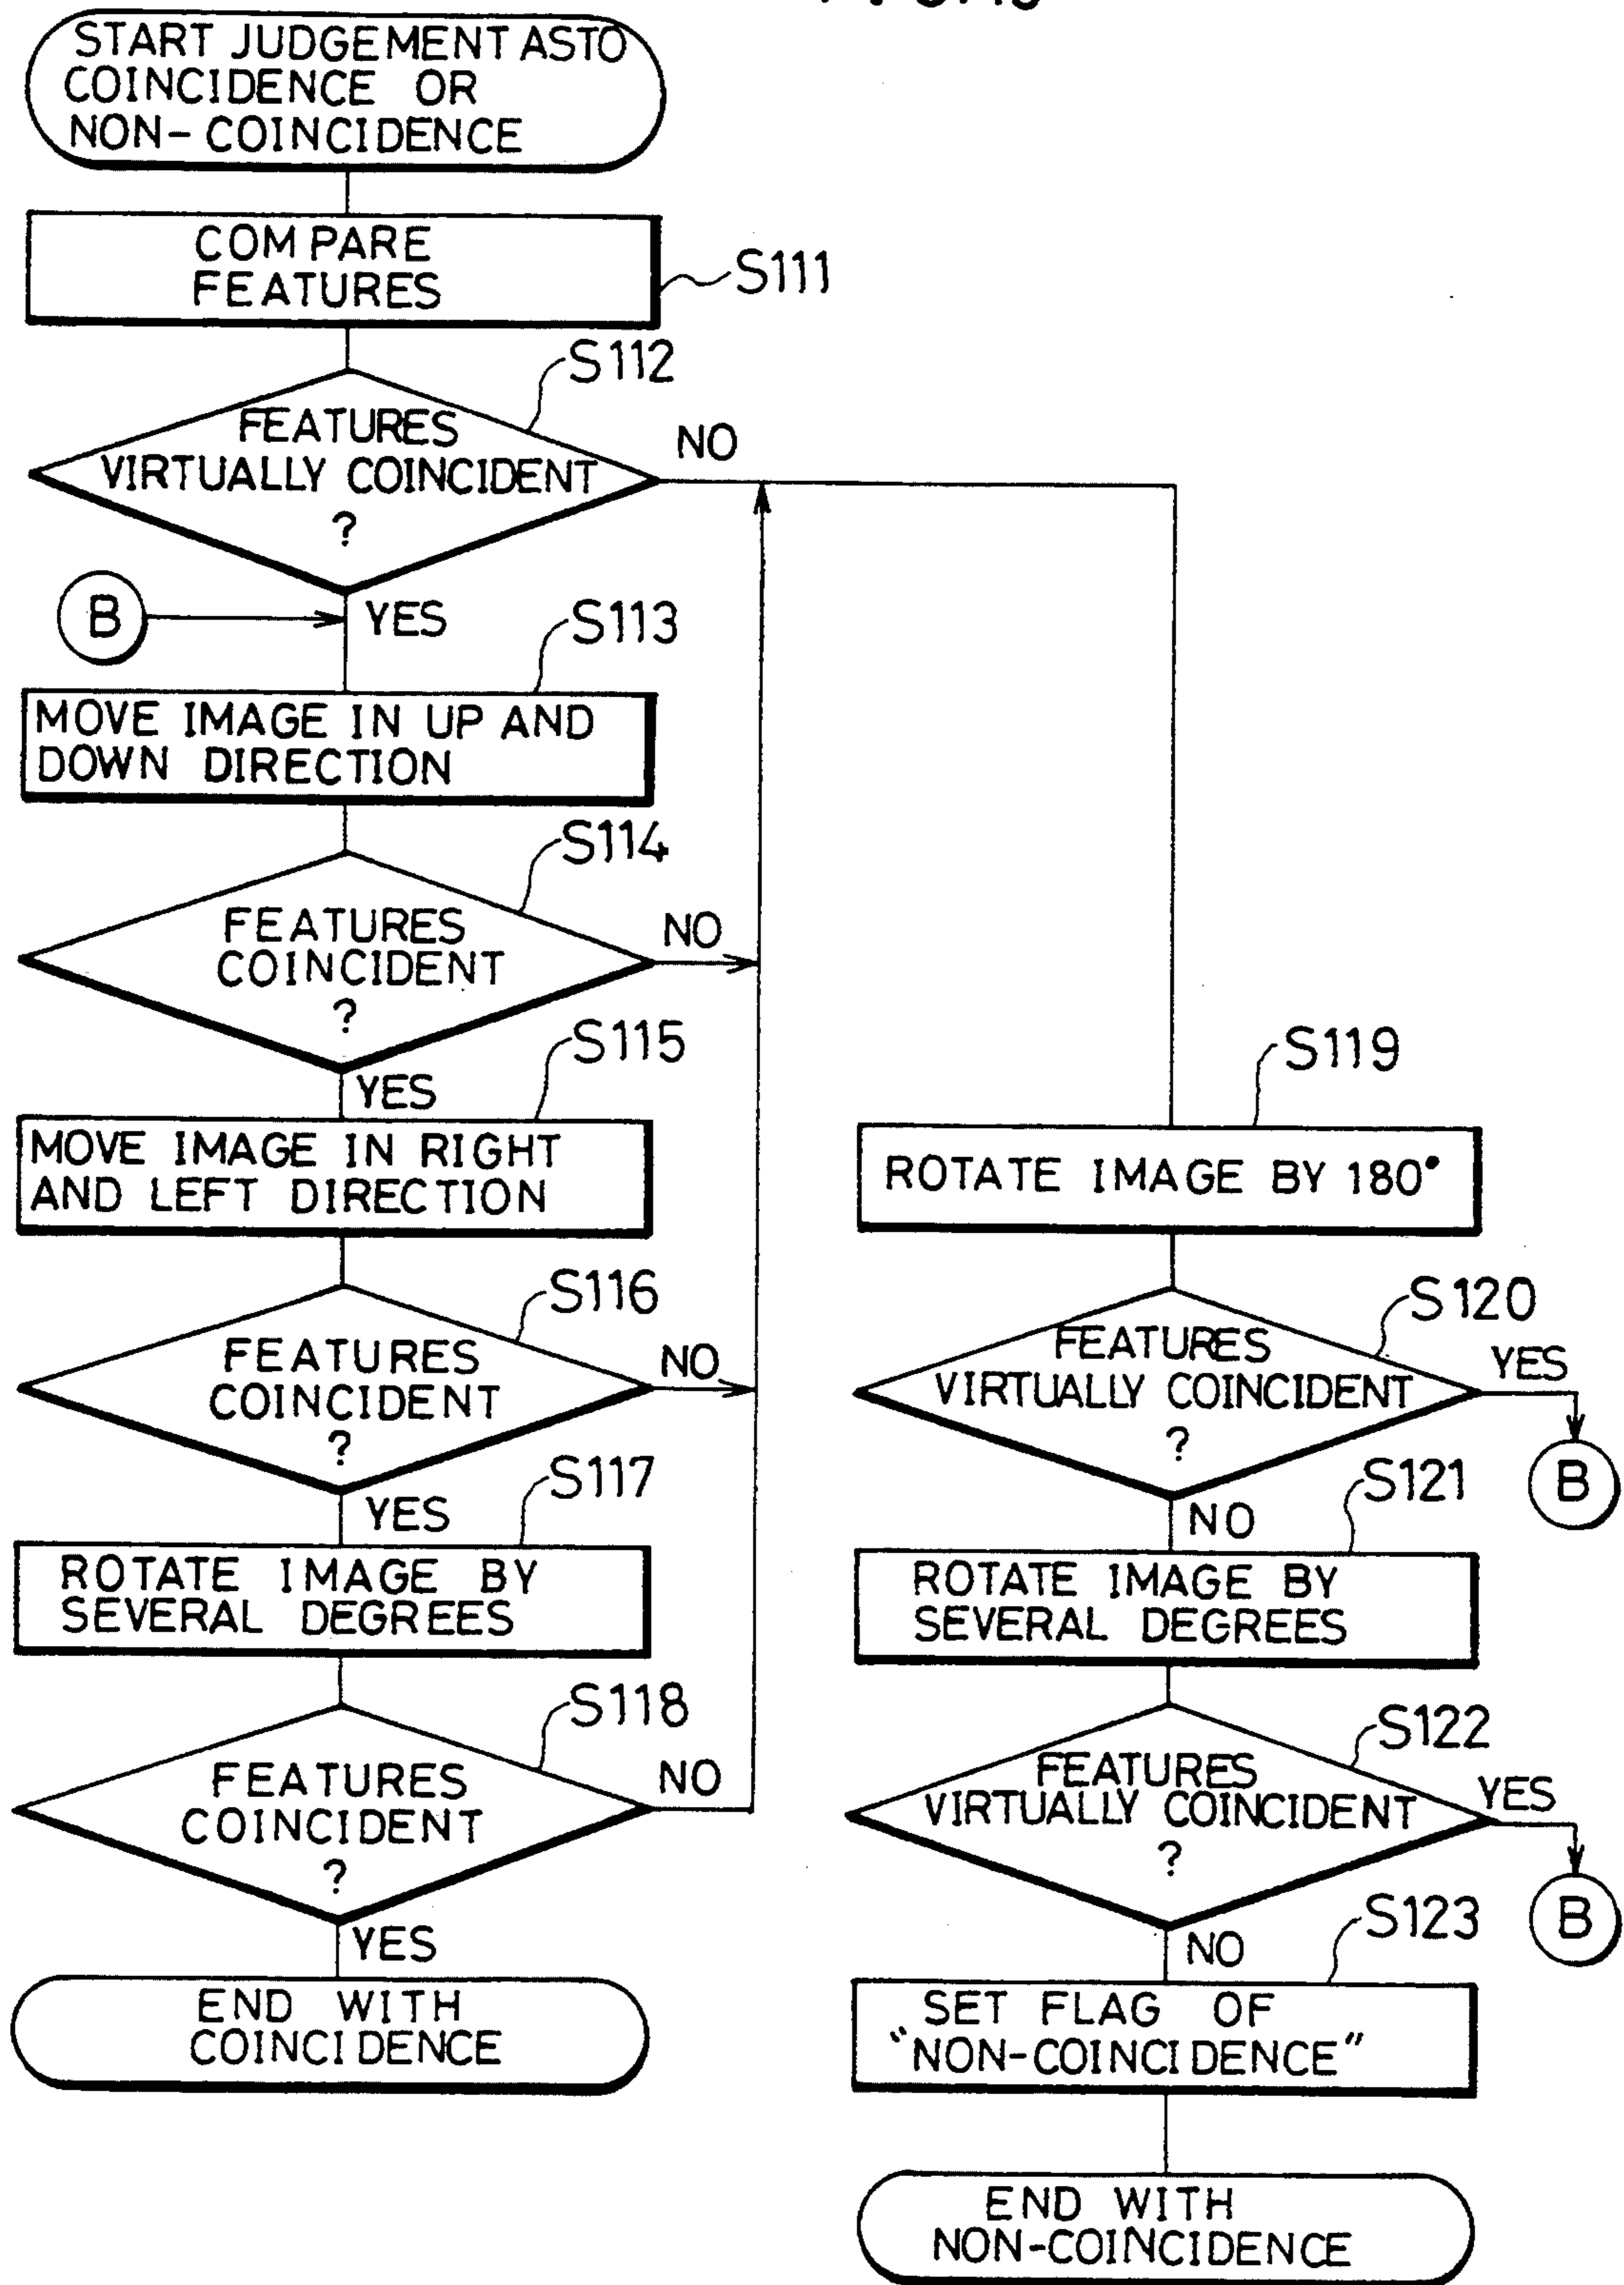 START JUDGEMENT ASTO
COINCIDENCE OR
NON-COINCIDENCE
COMPARE
FEATURES
S111
S112
FEATURES
VIRTUALLY COINCIDENT
?
NO
B
YES
S113
MOVE IMAGE IN UP AND
DOWN DIRECTION
S114
FEATURES
COINCIDENT
?
NO
S115
YES
MOVE IMAGE IN RIGHT
AND LEFT DIRECTION
S116
FEATURES
COINCIDENT
?
NO
S117
YES
ROTATE IMAGE BY
SEVERAL DEGREES
S118
FEATURES
COINCIDENT
?
NO
YES
END WITH
COINCIDENCE
S119
ROTATE IMAGE BY 180°
S120
FEATURES
VIRTUALLY COINCIDENT
?
YES
B
S121
NO
ROTATE IMAGE BY
SEVERAL DEGREES
S122
FEATURES
VIRTUALLY COINCIDENT
?
YES
B
S123
NO
SET FLAG OF
"NON-COINCIDENCE"
END WITH
NON-COINCIDENCE